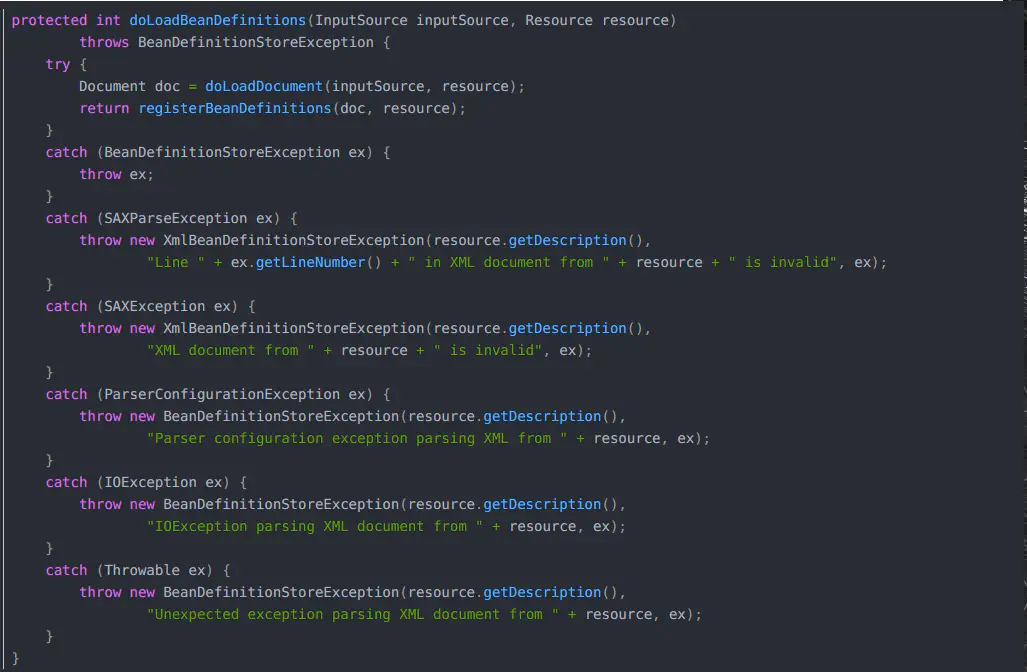 protected int doLoadBeanDefinitions(InputSource inputSource, Resource resource)
        throws BeanDefinitionStoreException {
    try {
        Document doc = doLoadDocument(inputSource, resource);
        return registerBeanDefinitions(doc, resource);
    }
    catch (BeanDefinitionStoreException ex) {
        throw ex;
    }
    catch (SAXParseException ex) {
        throw new XmlBeanDefinitionStoreException(resource.getDescription(),
                "Line " + ex.getLineNumber() + " in XML document from " + resource + " is invalid", ex);
    }
    catch (SAXException ex) {
        throw new XmlBeanDefinitionStoreException(resource.getDescription(),
                "XML document from " + resource + " is invalid", ex);
    }
    catch (ParserConfigurationException ex) {
        throw new BeanDefinitionStoreException(resource.getDescription(),
                "Parser configuration exception parsing XML from " + resource, ex);
    }
    catch (IOException ex) {
        throw new BeanDefinitionStoreException(resource.getDescription(),
                "IOException parsing XML document from " + resource, ex);
    }
    catch (Throwable ex) {
        throw new BeanDefinitionStoreException(resource.getDescription(),
                "Unexpected exception parsing XML document from " + resource, ex);
    }
}